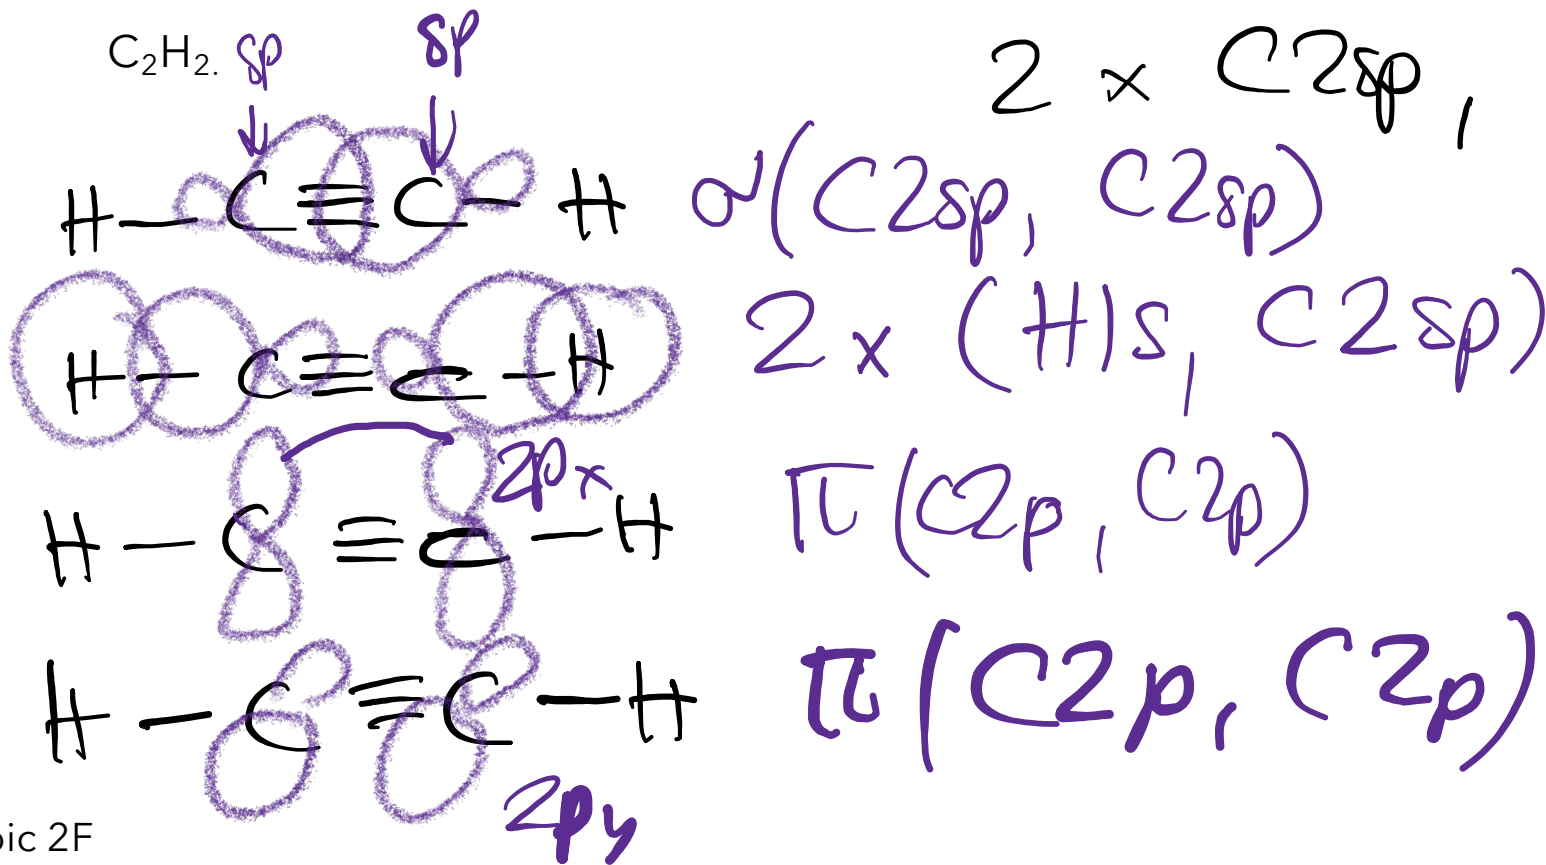 C₂H₂. sp sp
2 × C2sp,
H—C≡C—H
σ(C2sp, C2sp)
H—C≡C—H
2 x (H1s, C2sp)
2px
H—C≡C—H
π(C2p, C2p)
H—C≡C—H
π(C2p, C2p)
2py
pic 2F